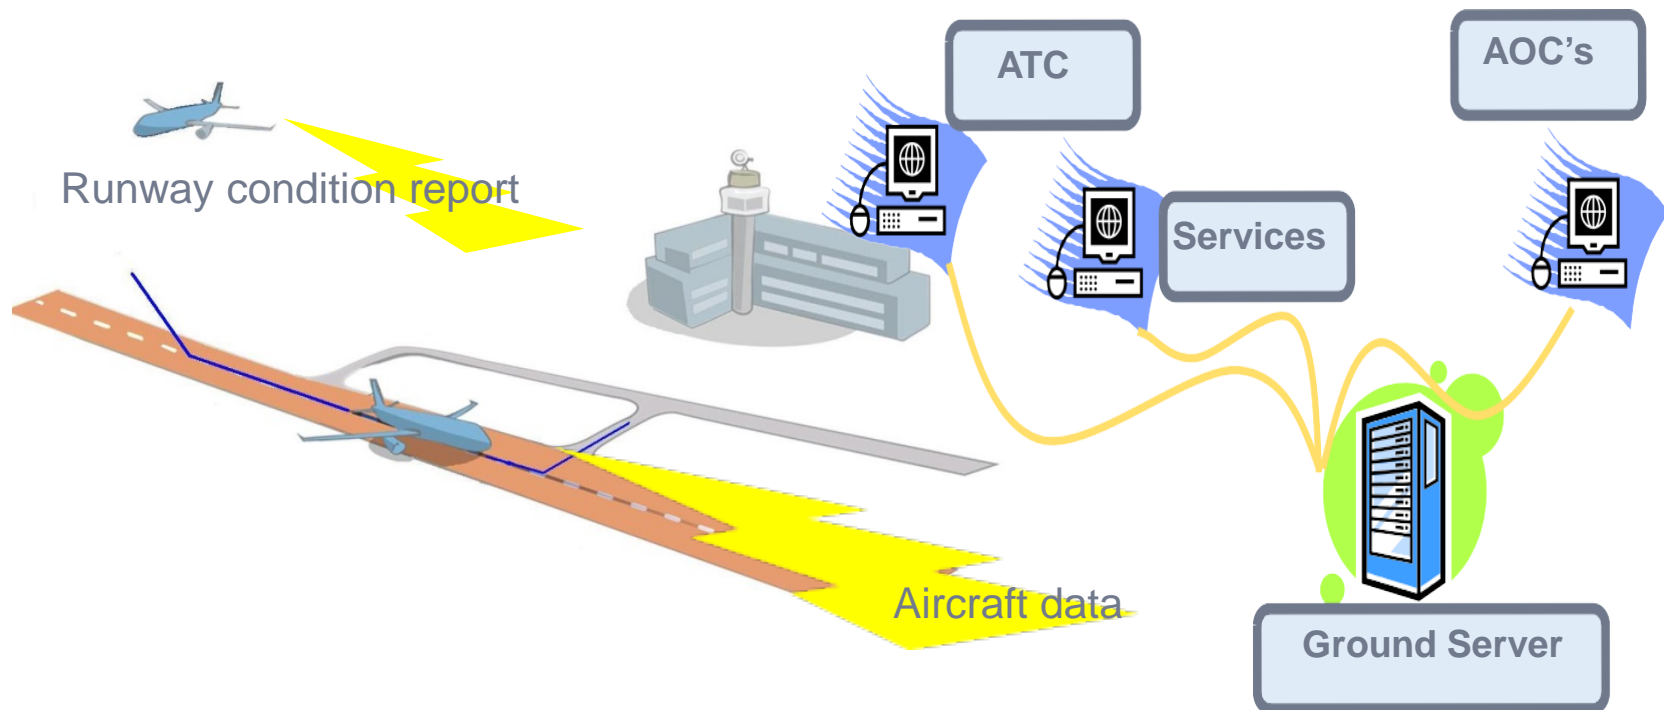 ATC
AOC's
Runway condition report
Services
Aircraft data
Ground Server